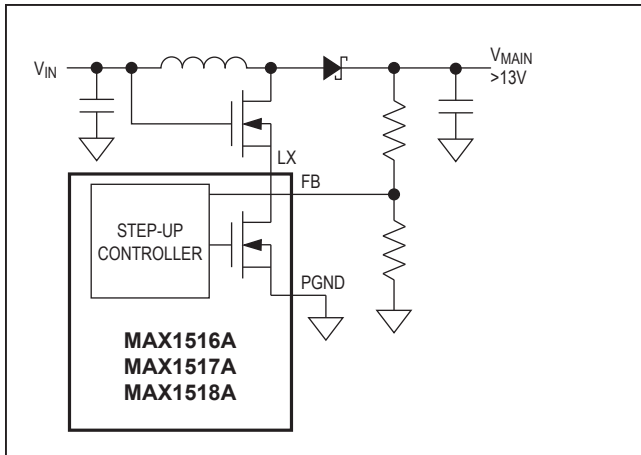 VIN
VMAIN
>13V
LX
FB
STEP-UP
CONTROLLER
PGND
MAX1516A
MAX1517A
MAX1518A